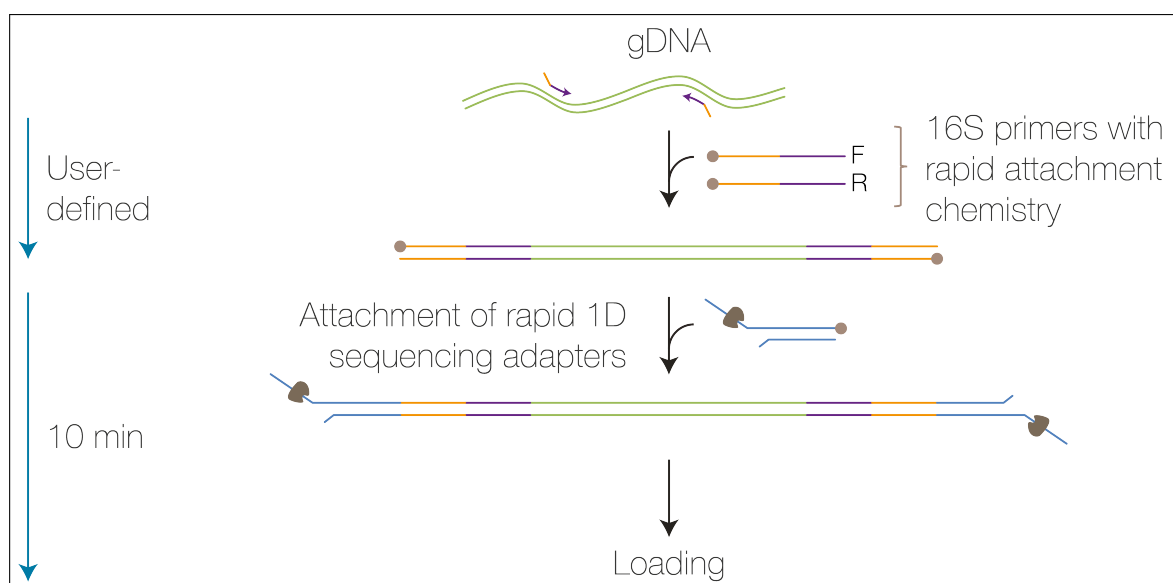 gDNA
User-
defined
F
R
16S primers with
rapid attachment
chemistry
Attachment of rapid 1D
sequencing adapters
10 min
Loading